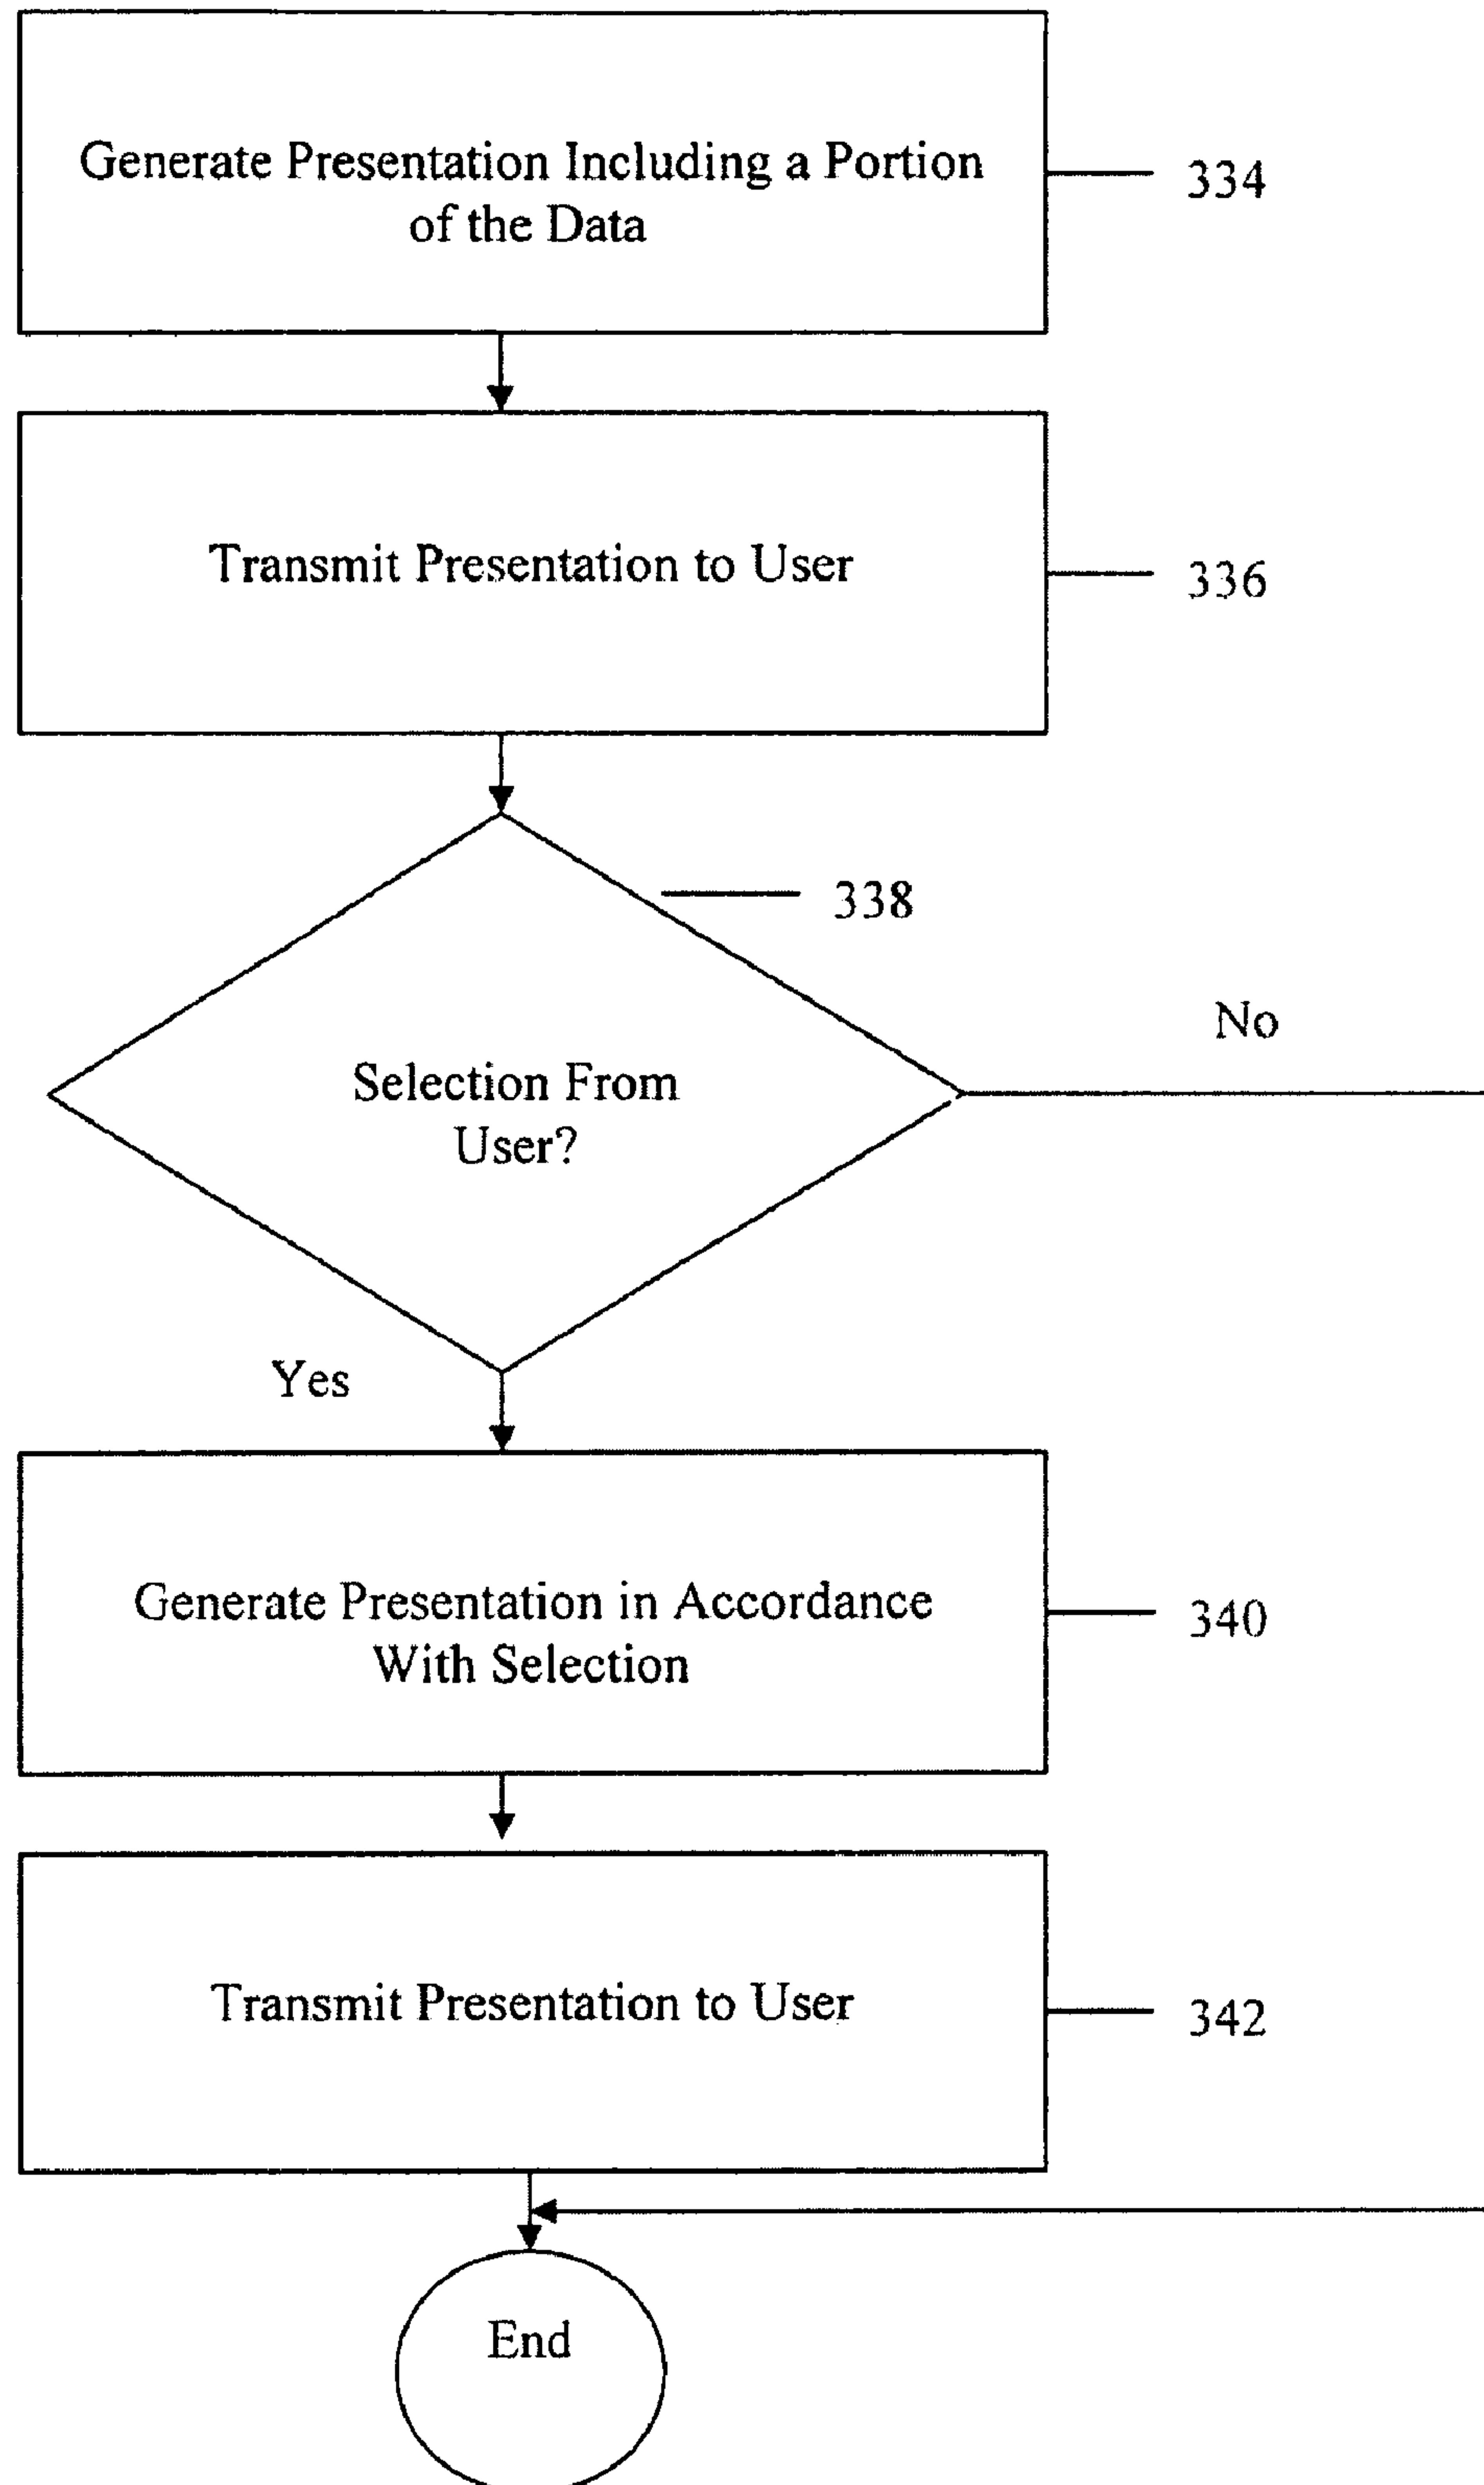 Generate Presentation Including a Portion
of the Data
334
Transmit Presentation to User
336
338
Selection From
User?
No
Yes
Generate Presentation in Accordance
With Selection
340
Transmit Presentation to User
342
End